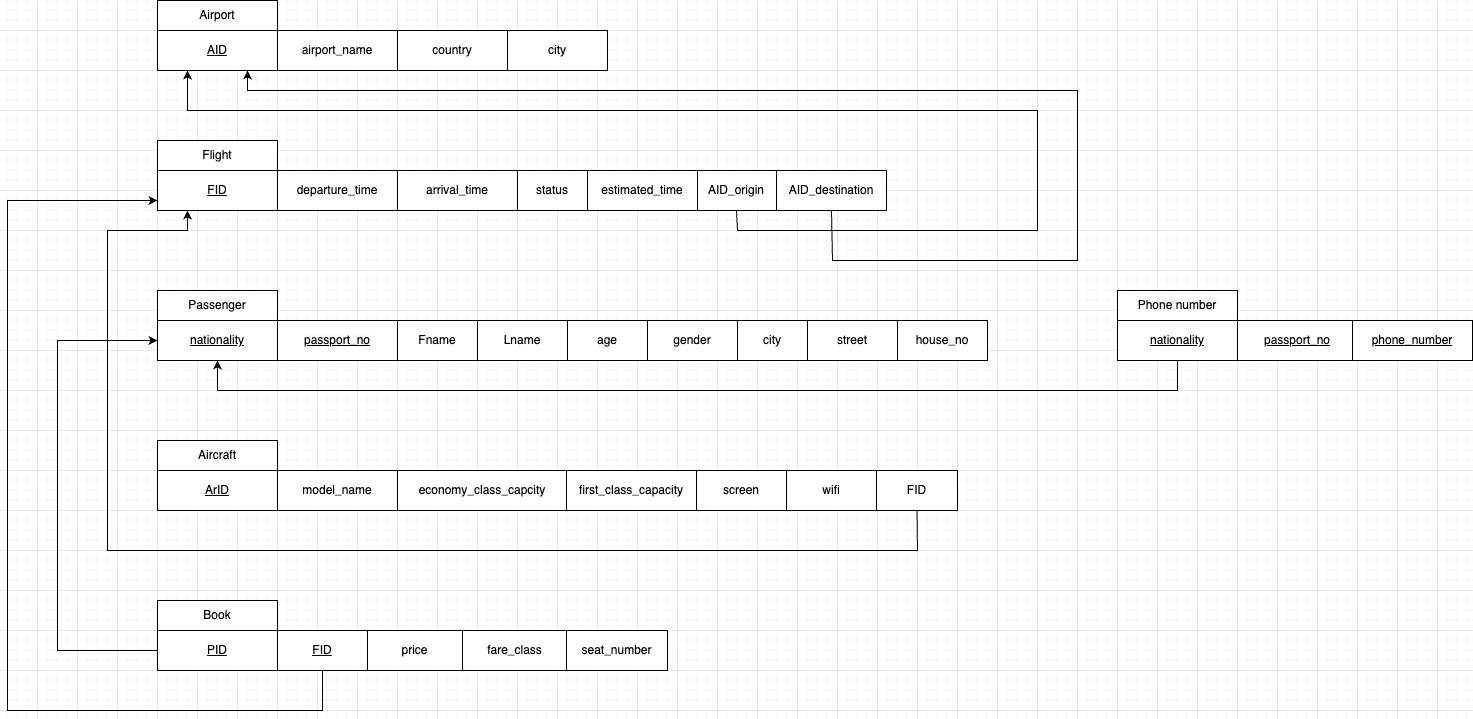 Airport
AID airport_name country city
Flight
FID departure_time arrival_time status estimated_time AID_origin AID_destination
Passenger
nationality passport_no Fname Lname age gender city street house_no
Phone number
nationality passport_no phone_number
Aircraft
ArID model_name economy_class_capcity first_class_capacity screen wifi FID
Book
PID FID price fare_class seat_number